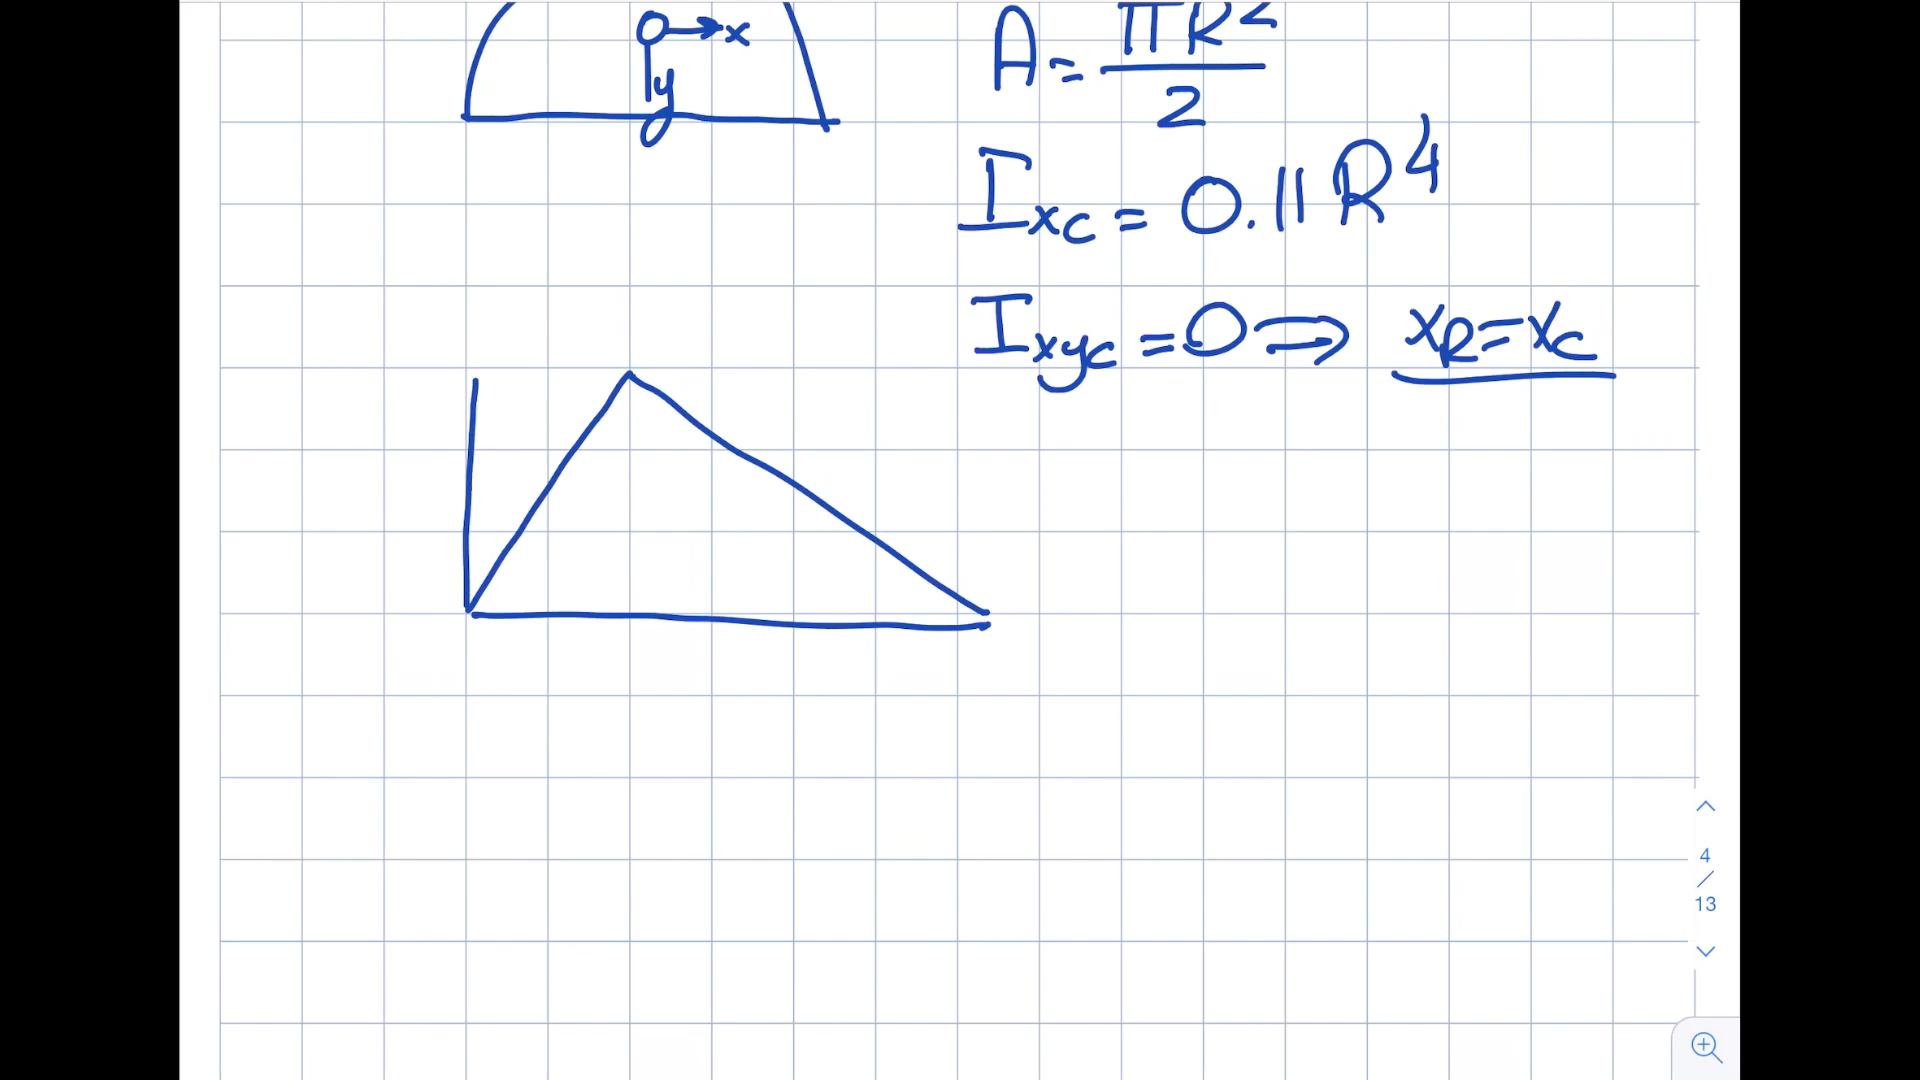 x
y
A = πR²/2
I_xc = 0.11 R⁴
I_xyc = 0 ⇒ x_R = x_c
4
/
13